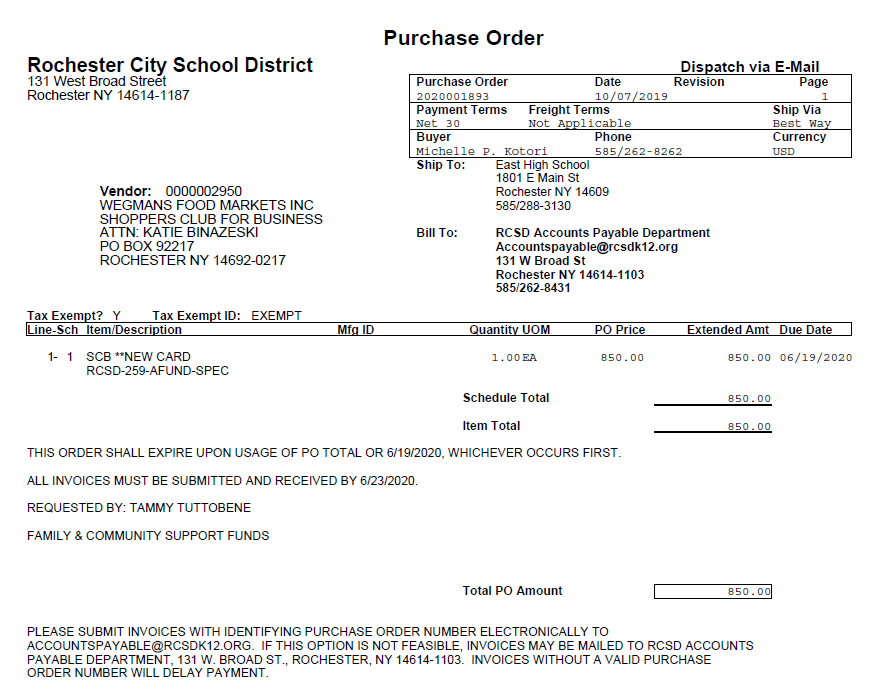 Purchase Order
Rochester City School District
131 West Broad Street
Rochester NY 14614-1187
Dispatch via E-Mail
Purchase Order Date Revision Page
2020001893 10/07/2019 1
Payment Terms Freight Terms Ship Via
Net 30 Not Applicable Best Way
Buyer Phone Currency
Michelle P. Kotori 585/262-8262 USD
Ship To: East High School
1801 E Main St
Rochester NY 14609
585/288-3130
Vendor: 0000002950
WEGMANS FOOD MARKETS INC
SHOPPERS CLUB FOR BUSINESS
ATTN: KATIE BINAZESKI
PO BOX 92217
ROCHESTER NY 14692-0217
Bill To: RCSD Accounts Payable Department
Accountspayable@rcsdk12.org
131 W Broad St
Rochester NY 14614-1103
585/262-8431
Tax Exempt? Y Tax Exempt ID: EXEMPT
Line-Sch Item/Description Mfg ID Quantity UOM PO Price Extended Amt Due Date
1- 1 SCB **NEW CARD 1.00 EA 850.00 850.00 06/19/2020
RCSD-259-AFUND-SPEC
Schedule Total 850.00
Item Total 850.00
THIS ORDER SHALL EXPIRE UPON USAGE OF PO TOTAL OR 6/19/2020, WHICHEVER OCCURS FIRST.
ALL INVOICES MUST BE SUBMITTED AND RECEIVED BY 6/23/2020.
REQUESTED BY: TAMMY TUTTOBENE
FAMILY & COMMUNITY SUPPORT FUNDS
Total PO Amount 850.00
PLEASE SUBMIT INVOICES WITH IDENTIFYING PURCHASE ORDER NUMBER ELECTRONICALLY TO
ACCOUNTSPAYABLE@RCSDK12.ORG. IF THIS OPTION IS NOT FEASIBLE, INVOICES MAY BE MAILED TO RCSD ACCOUNTS
PAYABLE DEPARTMENT, 131 W. BROAD ST., ROCHESTER, NY 14614-1103. INVOICES WITHOUT A VALID PURCHASE
ORDER NUMBER WILL DELAY PAYMENT.